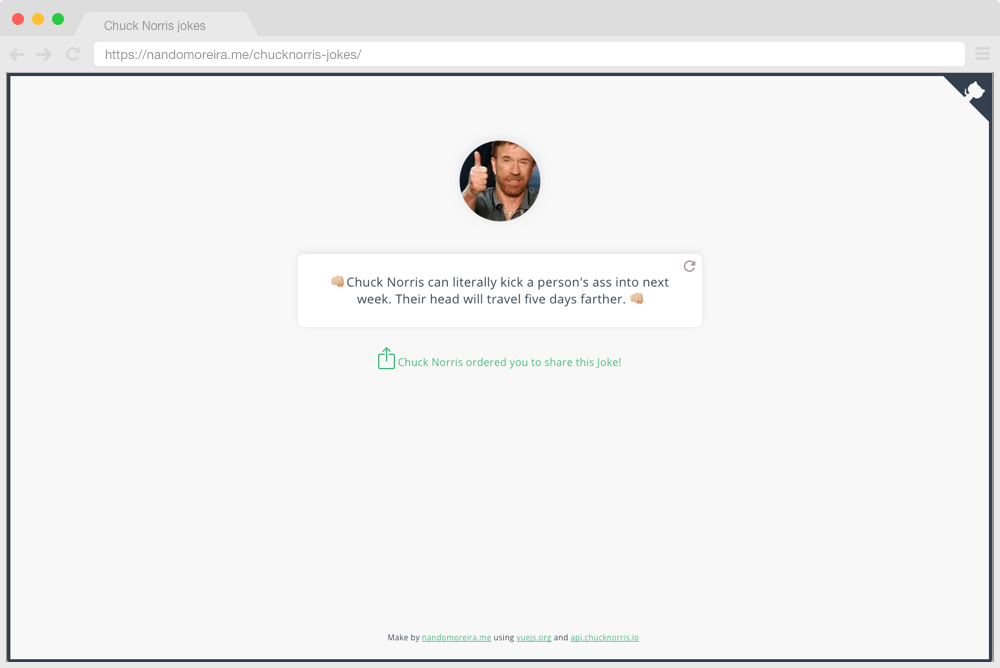 Chuck Norris jokes
https://nandomoreira.me/chucknorris-jokes/
👊🏼Chuck Norris can literally kick a person's ass into next
week. Their head will travel five days farther. 👊🏼
Chuck Norris ordered you to share this Joke!
Make by nandomoreira.me using vuejs.org and api.chucknorris.io